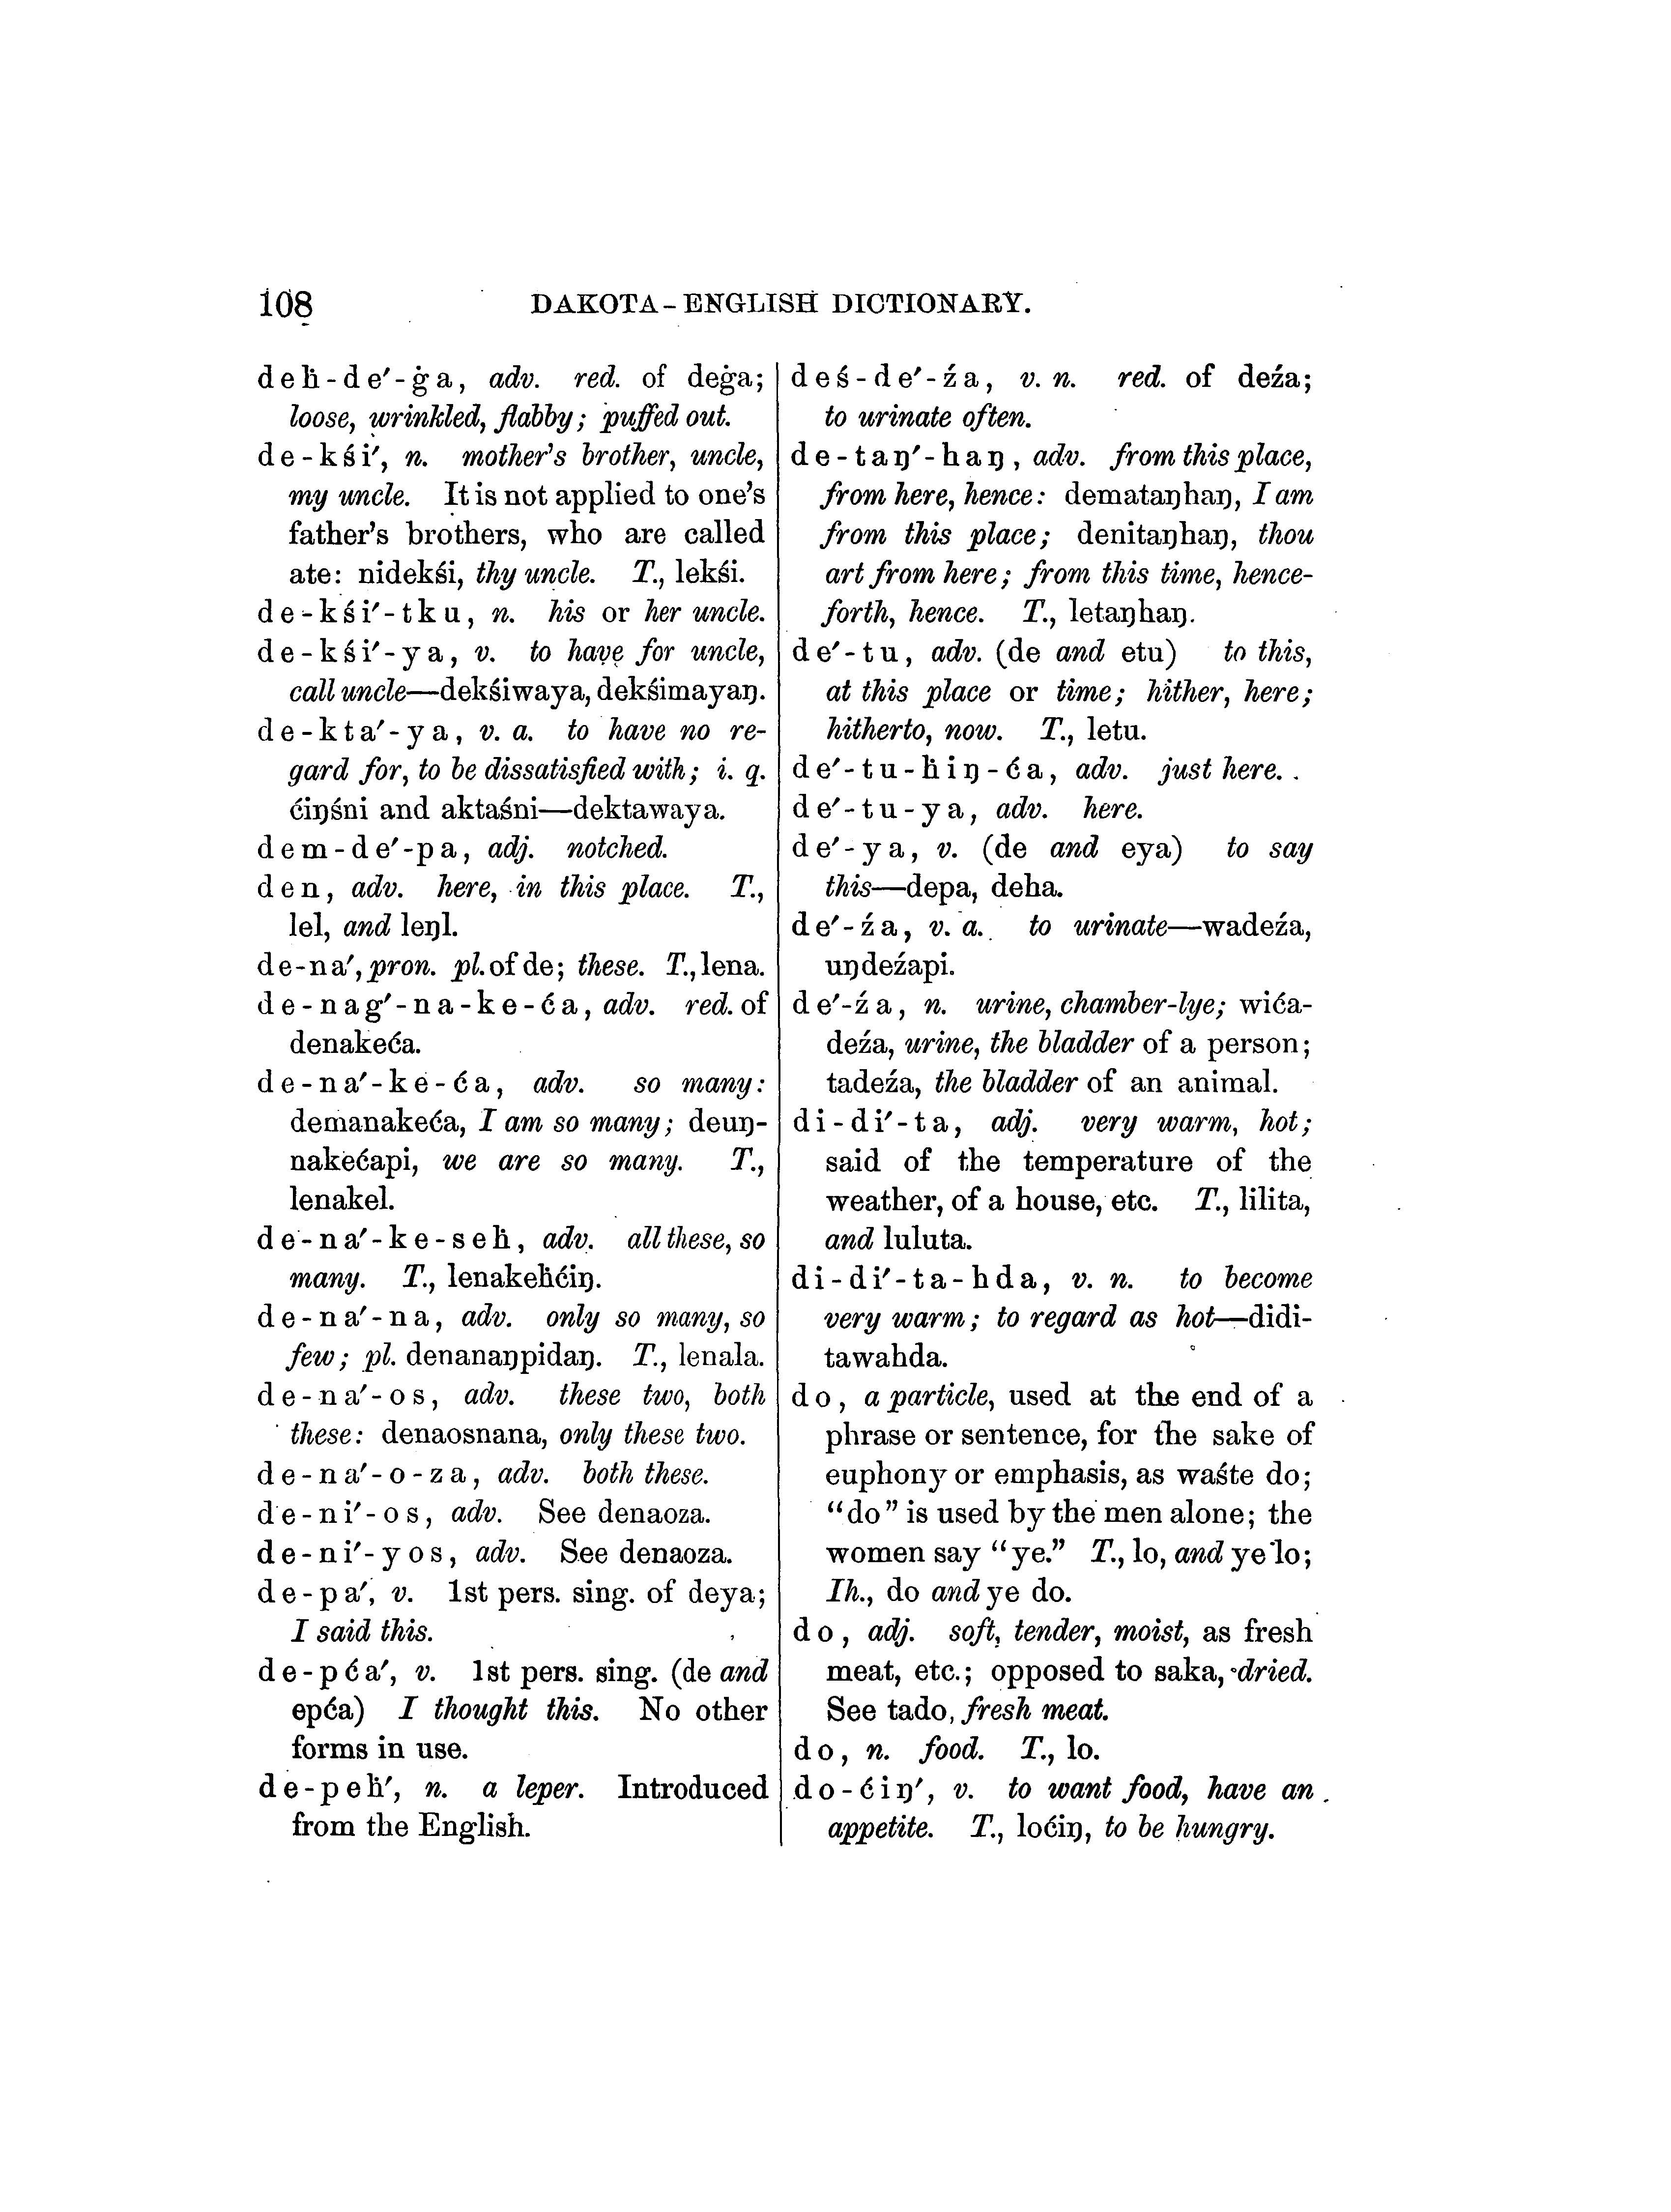 108 DAKOTA-ENGLISH DICTIONARY.
deḣ-de′-ġa, adv. red. of deġa;
loose, wrinkled, flabby; puffed out.
de-kśi′, n. mother's brother, uncle,
my uncle. It is not applied to one's
father's brothers, who are called
ate: nidekśi, thy uncle. T., lekśi.
de-kśi′-tku, n. his or her uncle.
de-kśi′-ya, v. to have for uncle,
call uncle—dekśiwaya, dekśimayaŋ.
de-kta′-ya, v. a. to have no re-
gard for, to be dissatisfied with; i. q.
ćiŋśni and aktaśni—dektawaya.
dem-de′-pa, adj. notched.
den, adv. here, in this place. T.,
lel, and leŋl.
de-na′, pron. pl. of de; these. T., lena.
de-nag′-na-ke-ća, adv. red. of
denakeća.
de-na′-ke-ća, adv. so many:
demanakeća, I am so many; deuŋ-
nakećapi, we are so many. T.,
lenakel.
de-na′-ke-seḣ, adv. all these, so
many. T., lenakeḣćiŋ.
de-na′-na, adv. only so many, so
few; pl. denanaŋpidaŋ. T., lenala.
de-na′-os, adv. these two, both
these: denaosnana, only these two.
de-na′-o-za, adv. both these.
de-ni′-os, adv. See denaoza.
de-ni′-yos, adv. See denaoza.
de-pa′, v. 1st pers. sing. of deya;
I said this.
de-pća′, v. 1st pers. sing. (de and
epća) I thought this. No other
forms in use.
de-peḣ′, n. a leper. Introduced
from the English.
deś-de′-źa, v. n. red. of deźa;
to urinate often.
de-taŋ′-haŋ, adv. from this place,
from here, hence: demataŋhaŋ, I am
from this place; denitaŋhaŋ, thou
art from here; from this time, hence-
forth, hence. T., letaŋhaŋ.
de′-tu, adv. (de and etu) to this,
at this place or time; hither, here;
hitherto, now. T., letu.
de′-tu-ḣiŋ-ća, adv. just here.
de′-tu-ya, adv. here.
de′-ya, v. (de and eya) to say
this—depa, deha.
de′-źa, v. a. to urinate—wadeźa,
uŋdeźapi.
de′-źa, n. urine, chamber-lye; wića-
deźa, urine, the bladder of a person;
tadeźa, the bladder of an animal.
di-di′-ta, adj. very warm, hot;
said of the temperature of the
weather, of a house, etc. T., lilita,
and luluta.
di-di′-ta-hda, v. n. to become
very warm; to regard as hot—didi-
tawahda.
do, a particle, used at the end of a
phrase or sentence, for the sake of
euphony or emphasis, as waśte do;
"do" is used by the men alone; the
women say "ye." T., lo, and ye lo;
Ih., do and ye do.
do, adj. soft, tender, moist, as fresh
meat, etc.; opposed to saka, dried.
See tado, fresh meat.
do, n. food. T., lo.
do-ćiŋ′, v. to want food, have an
appetite. T., loćiŋ, to be hungry.